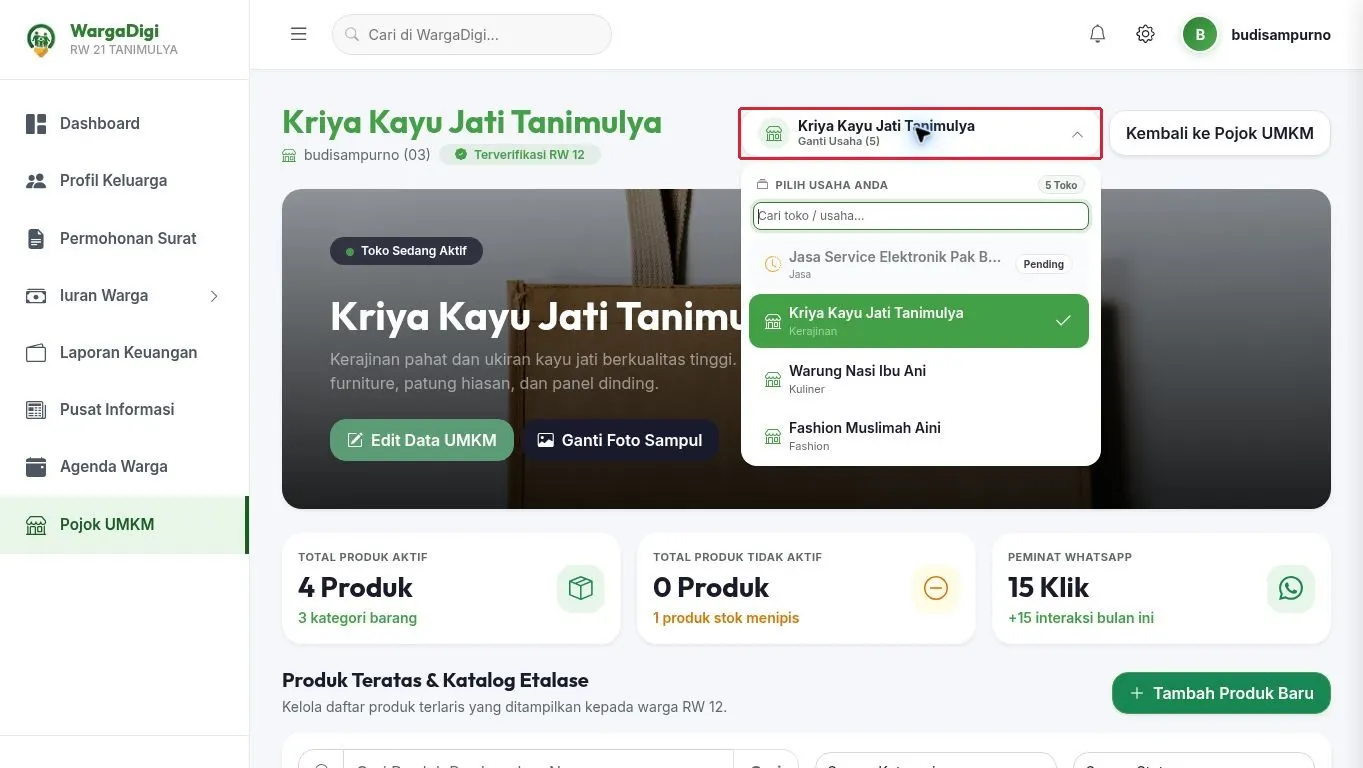 WargaDigi
RW 21 TANIMULYA
Cari di WargaDigi...
B
budisampurno
Dashboard
Profil Keluarga
Permohonan Surat
Iuran Warga
Laporan Keuangan
Pusat Informasi
Agenda Warga
Pojok UMKM
Kriya Kayu Jati Tanimulya
budisampurno (03)
Terverifikasi RW 12
Kriya Kayu Jati Tanimulya
Ganti Usaha (5)
Kembali ke Pojok UMKM
PILIH USAHA ANDA
5 Toko
Cari toko / usaha...
Jasa Service Elektronik Pak B...
Jasa
Pending
Kriya Kayu Jati Tanimulya
Kerajinan
Warung Nasi Ibu Ani
Kuliner
Fashion Muslimah Aini
Fashion
Toko Sedang Aktif
Kriya Kayu Jati Tanimu
Kerajinan pahat dan ukiran kayu jati berkualitas tinggi.
furniture, patung hiasan, dan panel dinding.
Edit Data UMKM
Ganti Foto Sampul
TOTAL PRODUK AKTIF
4 Produk
3 kategori barang
TOTAL PRODUK TIDAK AKTIF
0 Produk
1 produk stok menipis
PEMINAT WHATSAPP
15 Klik
+15 interaksi bulan ini
Produk Teratas & Katalog Etalase
Kelola daftar produk terlaris yang ditampilkan kepada warga RW 12.
+ Tambah Produk Baru